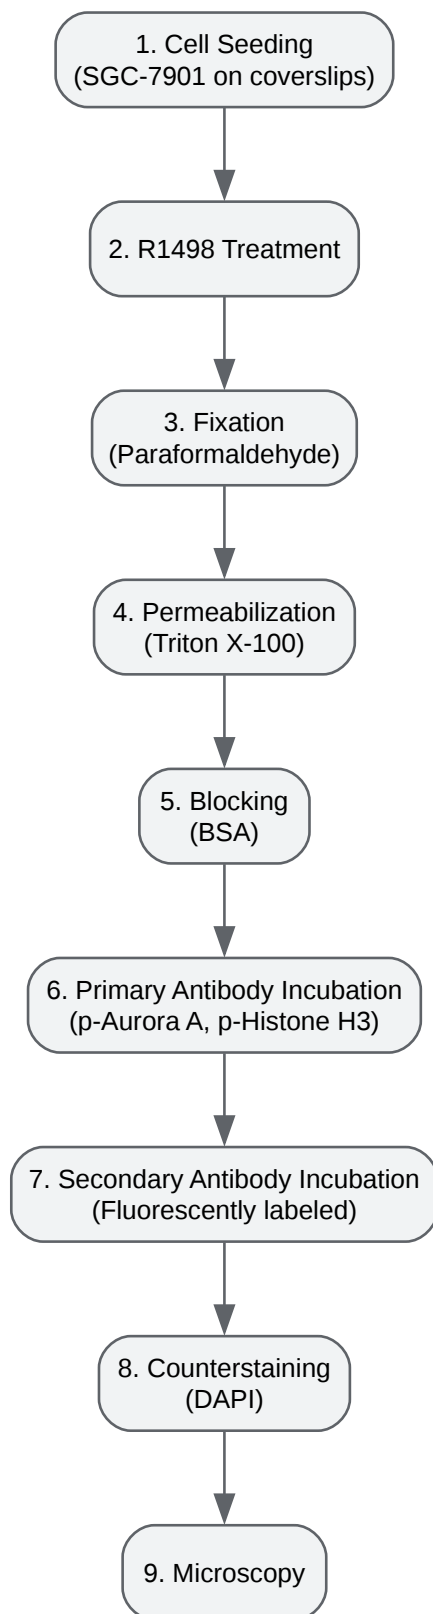 1. Cell Seeding
(SGC-7901 on coverslips)
2. R1498 Treatment
3. Fixation
(Paraformaldehyde)
4. Permeabilization
(Triton X-100)
5. Blocking
(BSA)
6. Primary Antibody Incubation
(p-Aurora A, p-Histone H3)
7. Secondary Antibody Incubation
(Fluorescently labeled)
8. Counterstaining
(DAPI)
9. Microscopy